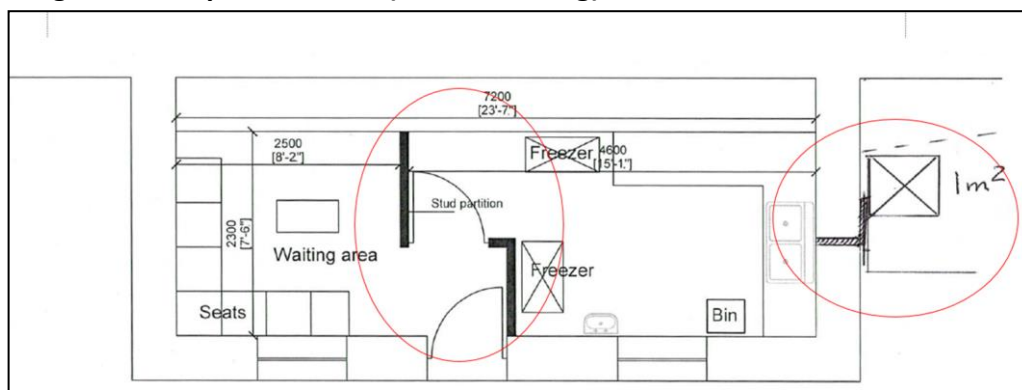 7200
[23'-7"]
2500
[8'-2"]
Freezer
4600
[15'-1"]
1m²
Stud partition
2300
[7'-6"]
Waiting area
Freezer
Seats
Bin